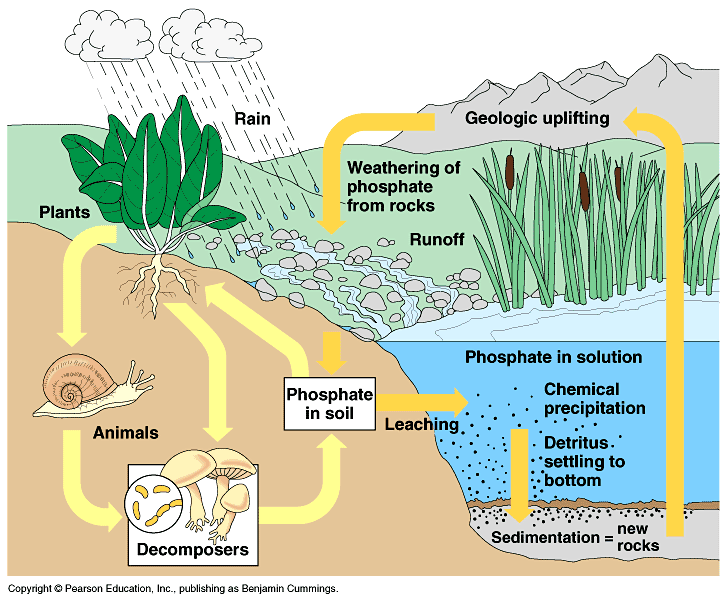 Rain
Geologic uplifting
Weathering of
phosphate
from rocks
Plants
Runoff
Phosphate in solution
Chemical
precipitation
Phosphate
in soil
Leaching
Animals
Detritus
settling to
bottom
Decomposers
Sedimentation = new
rocks
Copyright © Pearson Education, Inc., publishing as Benjamin Cummings.